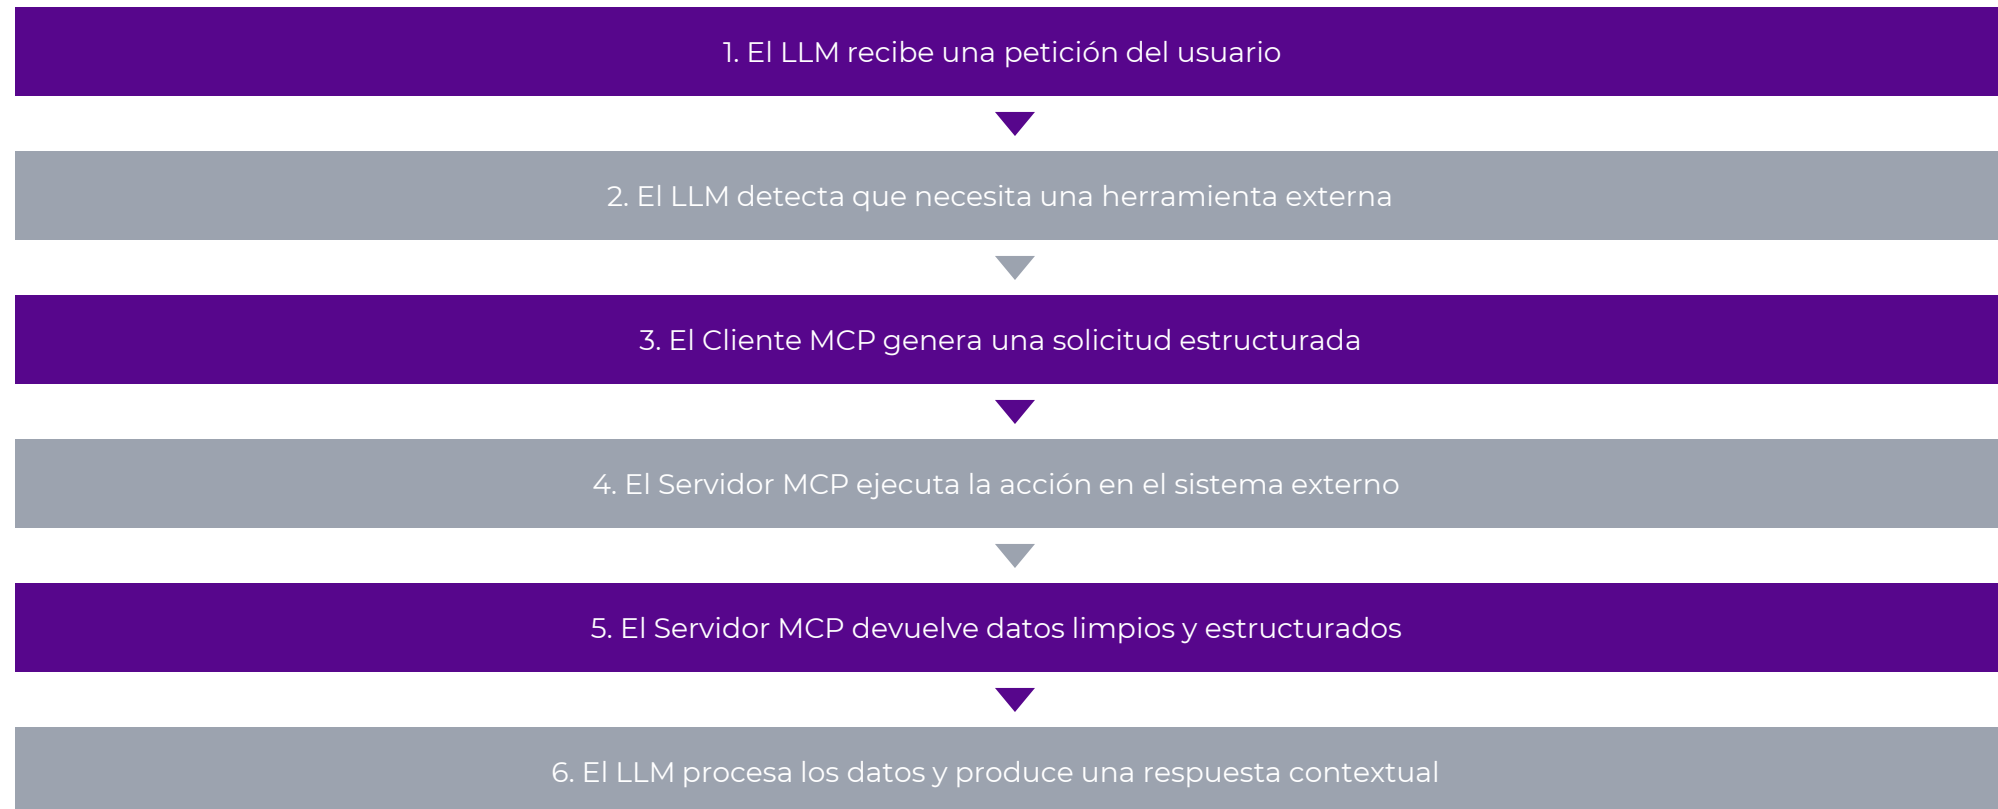 1. El LLM recibe una petición del usuario
2. El LLM detecta que necesita una herramienta externa
3. El Cliente MCP genera una solicitud estructurada
4. El Servidor MCP ejecuta la acción en el sistema externo
5. El Servidor MCP devuelve datos limpios y estructurados
6. El LLM procesa los datos y produce una respuesta contextual